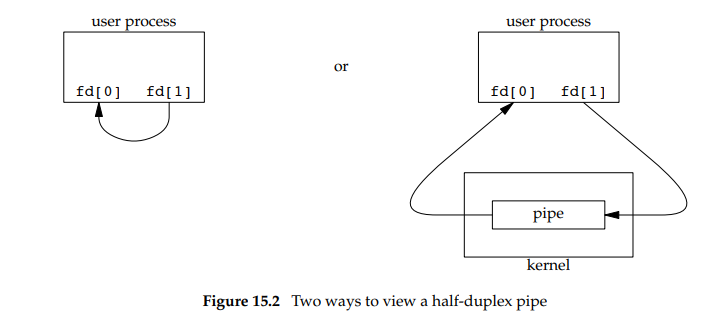 user process
fd[0] fd[1]
or
user process
fd[0] fd[1]
pipe
kernel
Figure 15.2 Two ways to view a half-duplex pipe